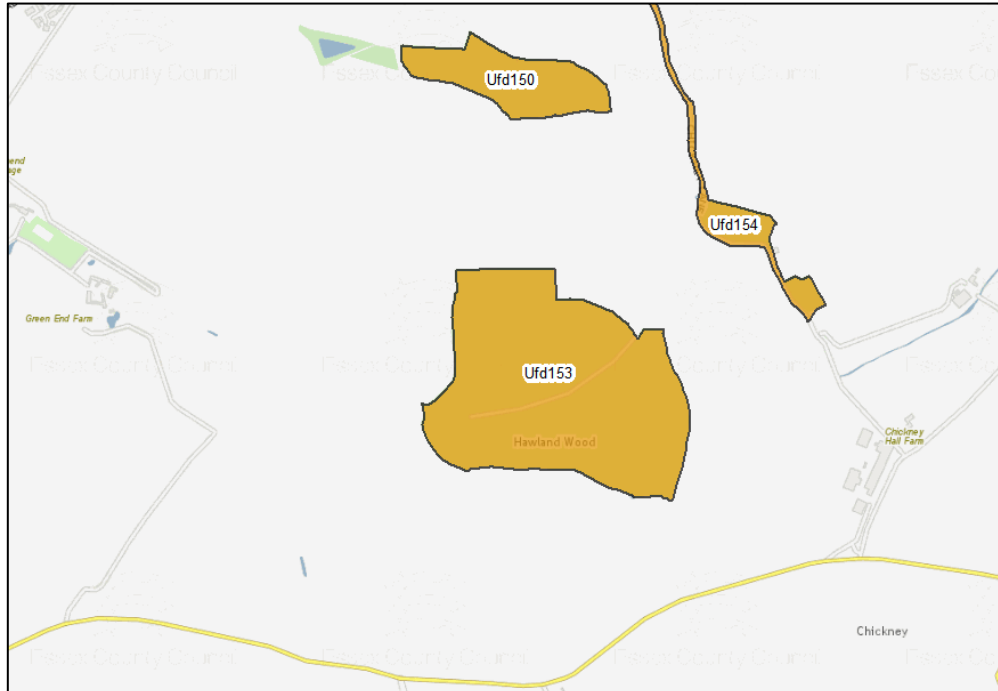 Essex County Council
Essex County Council
Essex County Council
Ufd150
end
age
Ufd154
Green End Farm
Essex County Council
Essex County Council
Essex County Council
Ufd153
Hawland Wood
Chickney
Hall Farm
Chickney
Essex County Council
Essex County Council
Essex County Council